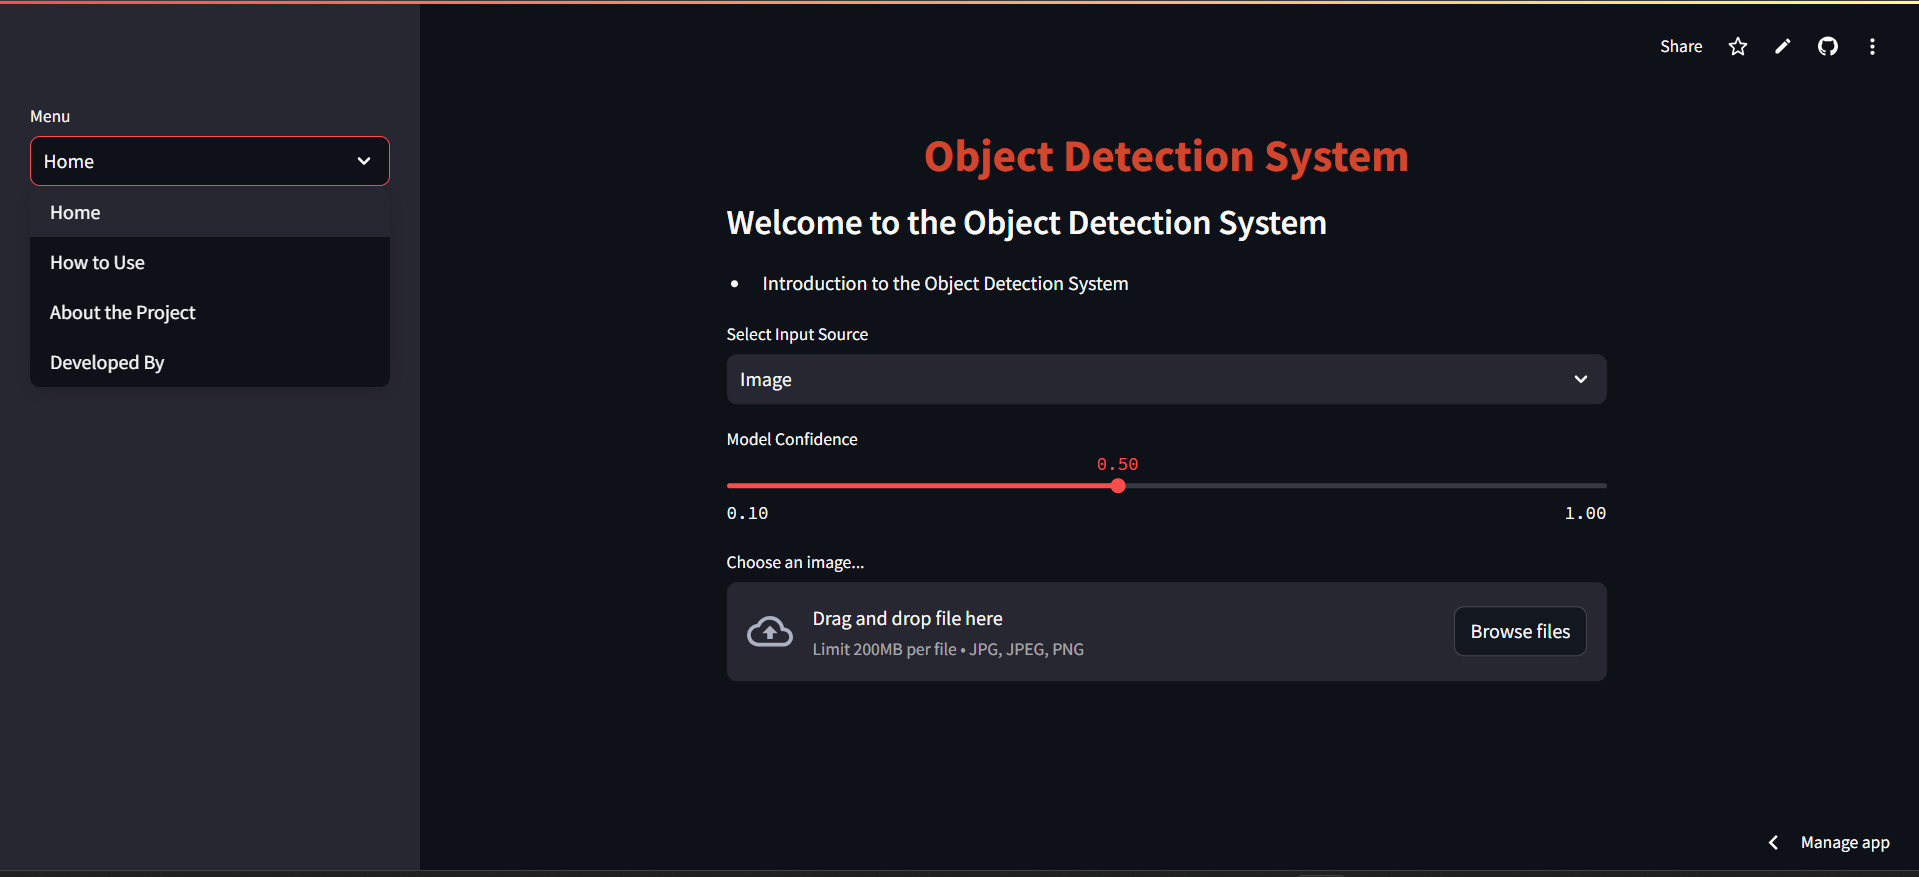 Share
Menu
Home
Home
How to Use
About the Project
Developed By
Object Detection System
Welcome to the Object Detection System
• Introduction to the Object Detection System
Select Input Source
Image
Model Confidence
0.50
0.10 1.00
Choose an image...
Drag and drop file here
Limit 200MB per file • JPG, JPEG, PNG
Browse files
Manage app